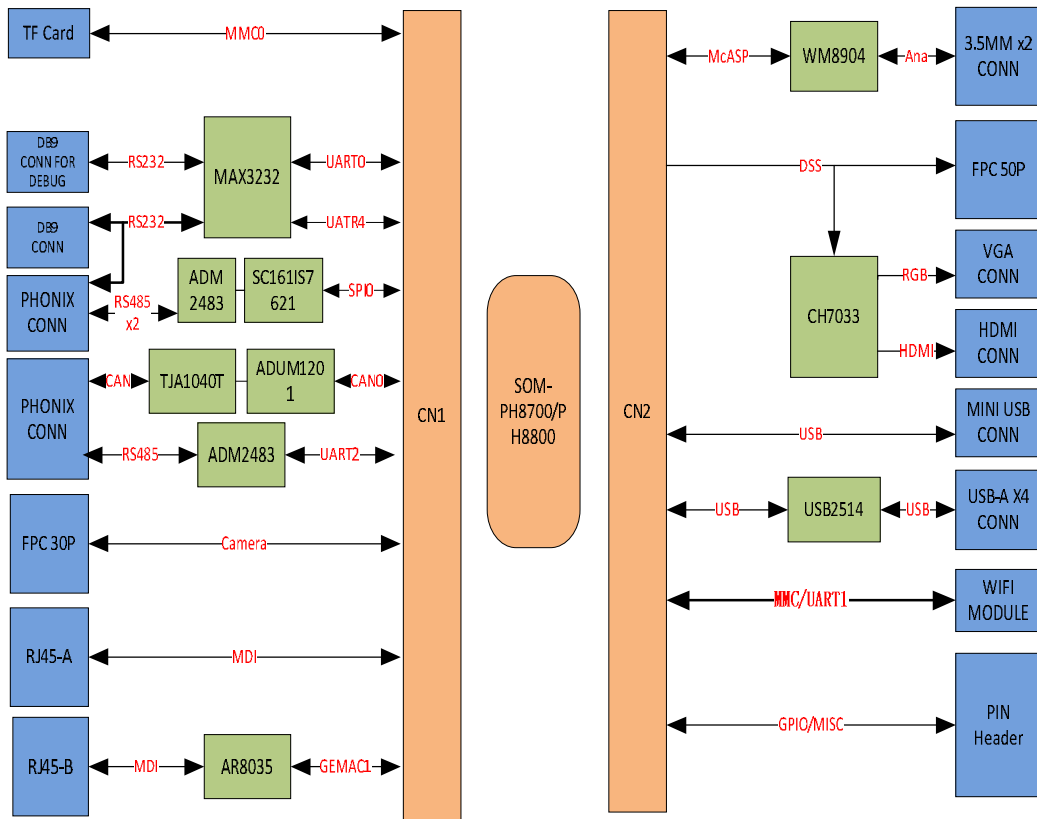 TF Card
MMC0
DB9
CONN FOR
DEBUG
RS232
MAX3232
UART0
DB9
CONN
RS232
UATR4
PHONIX
CONN
RS485
x2
ADM
2483
SC161IS7
621
SPI0
PHONIX
CONN
CAN
TJA1040T
ADUM120
1
CAN0
RS485
ADM2483
UART2
FPC 30P
Camera
RJ45-A
MDI
RJ45-B
MDI
AR8035
GEMAC1
CN1
SOM-
PH8700/P
H8800
CN2
McASP
WM8904
Ana
3.5MM x2
CONN
DSS
FPC 50P
CH7033
RGB
VGA
CONN
HDMI
HDMI
CONN
USB
MINI USB
CONN
USB
USB2514
USB
USB-A X4
CONN
MMC/UART1
WIFI
MODULE
GPIO/MISC
PIN
Header